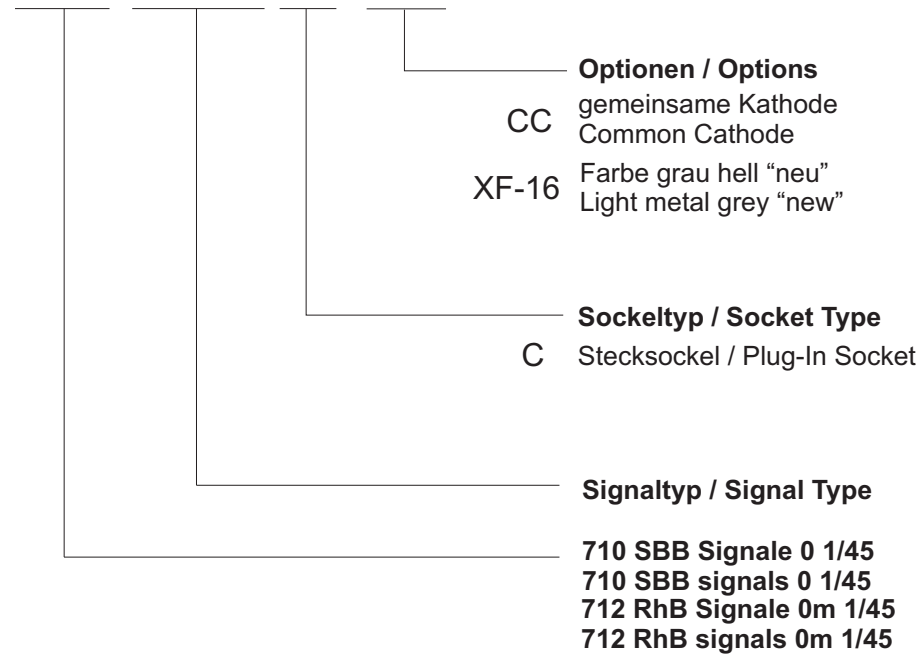 Optionen / Options
CC gemeinsame Kathode
Common Cathode
XF-16 Farbe grau hell “neu”
Light metal grey “new”
Sockeltyp / Socket Type
C Stecksockel / Plug-In Socket
Signaltyp / Signal Type
710 SBB Signale 0 1/45
710 SBB signals 0 1/45
712 RhB Signale 0m 1/45
712 RhB signals 0m 1/45